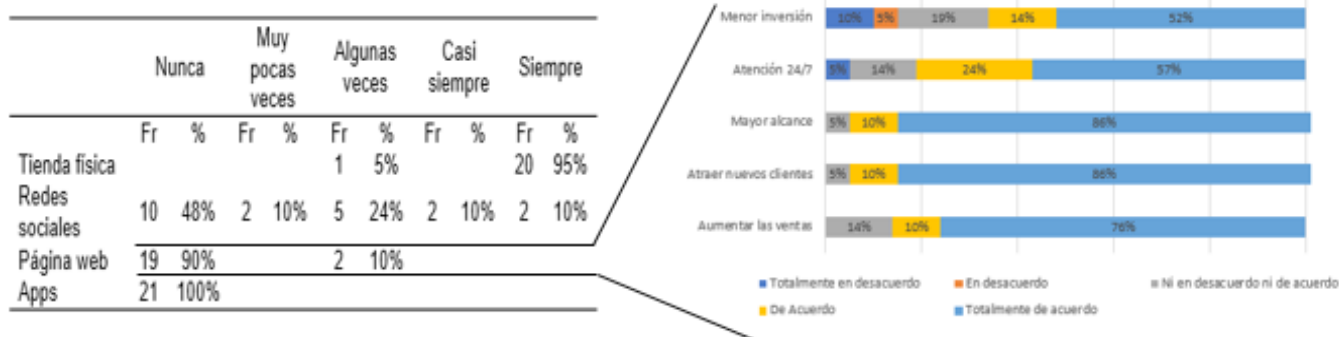 Nunca Muy pocas veces Algunas veces Casi siempre Siempre
Fr % Fr % Fr % Fr % Fr %
Tienda física 1 5% 20 95%
Redes sociales 10 48% 2 10% 5 24% 2 10% 2 10%
Página web 19 90% 2 10%
Apps 21 100%
Menor inversión 10% 5% 19% 14% 52%
Atención 24/7 5% 14% 24% 57%
Mayor alcance 5% 10% 86%
Atraer nuevos clientes 5% 10% 86%
Aumentar las ventas 14% 10% 76%
Totalmente en desacuerdo En desacuerdo Ni en desacuerdo ni de acuerdo
De Acuerdo Totalmente de acuerdo